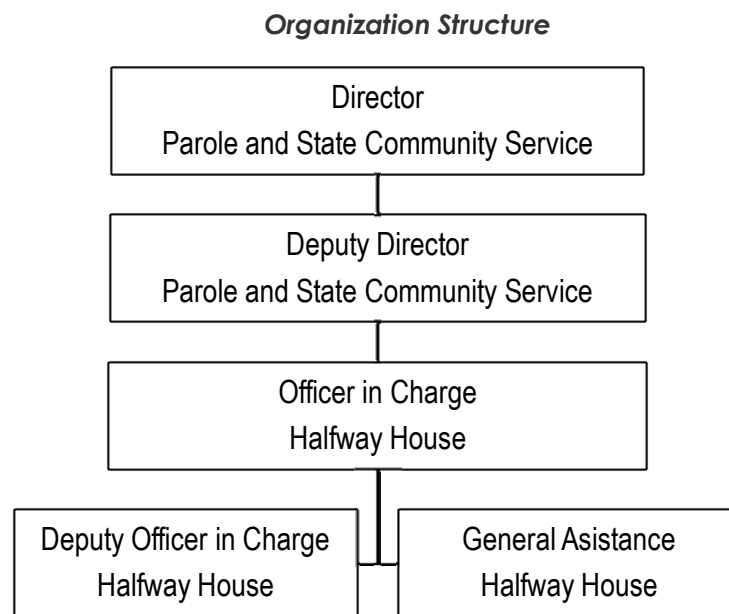 Organization Structure
Director
Parole and State Community Service
Deputy Director
Parole and State Community Service
Officer in Charge
Halfway House
Deputy Officer in Charge
Halfway House
General Asistance
Halfway House